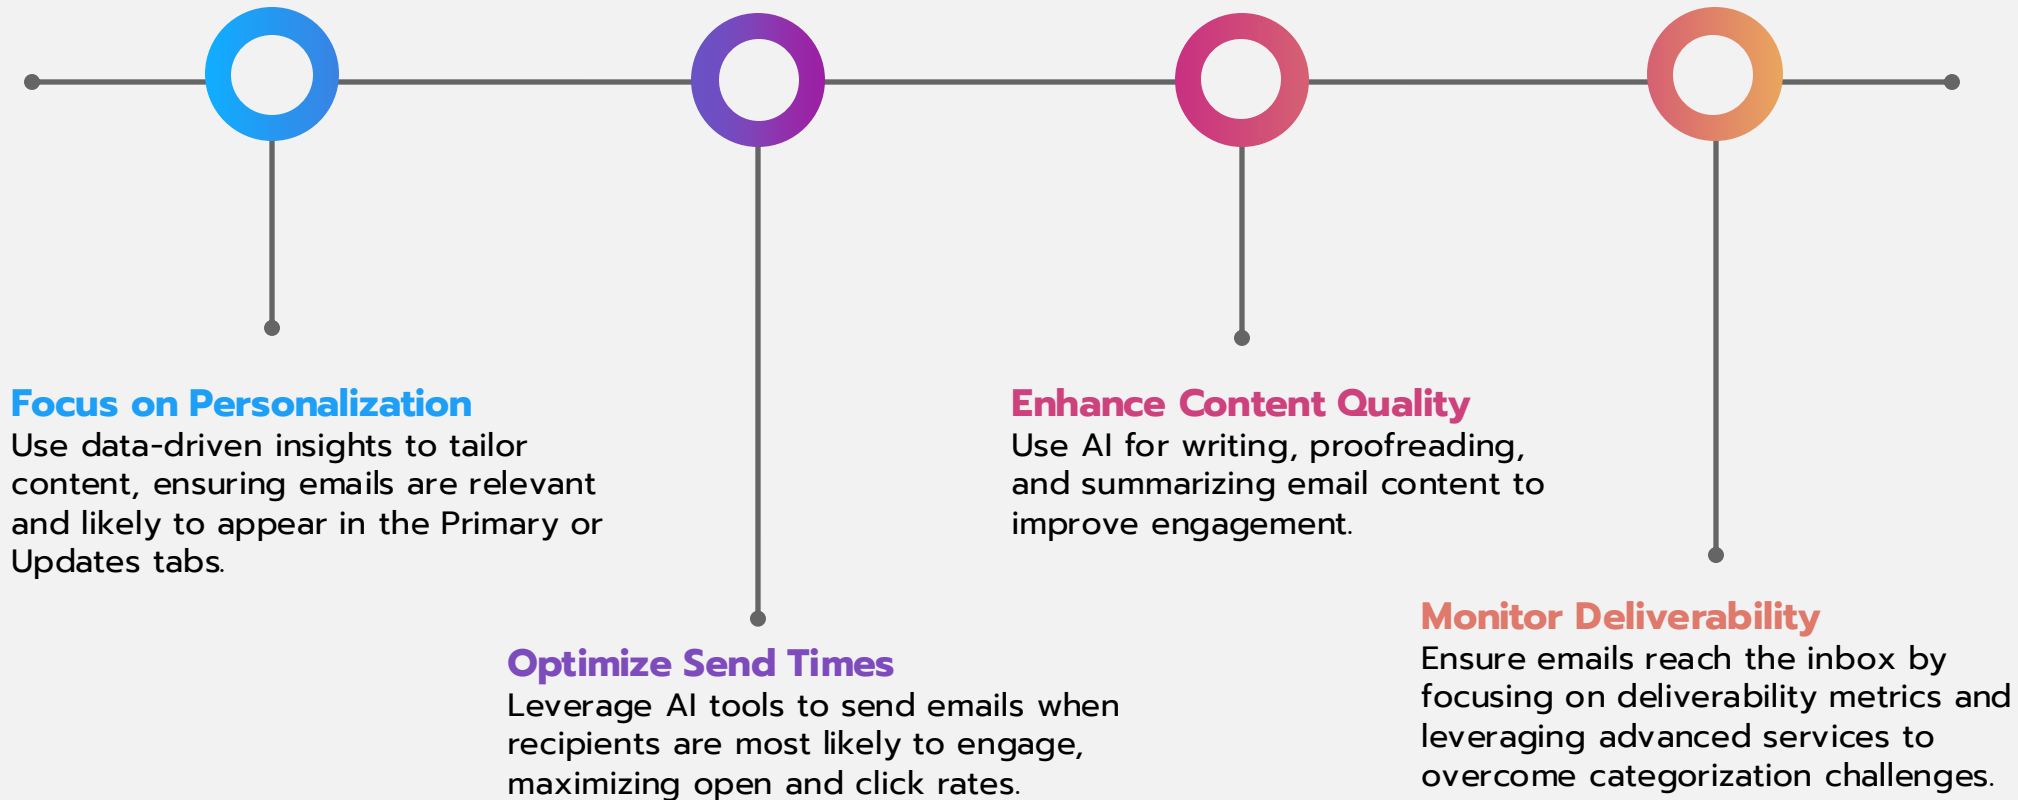 Focus on Personalization
Use data-driven insights to tailor
content, ensuring emails are relevant
and likely to appear in the Primary or
Updates tabs.
Optimize Send Times
Leverage AI tools to send emails when
recipients are most likely to engage,
maximizing open and click rates.
Enhance Content Quality
Use AI for writing, proofreading,
and summarizing email content to
improve engagement.
Monitor Deliverability
Ensure emails reach the inbox by
focusing on deliverability metrics and
leveraging advanced services to
overcome categorization challenges.